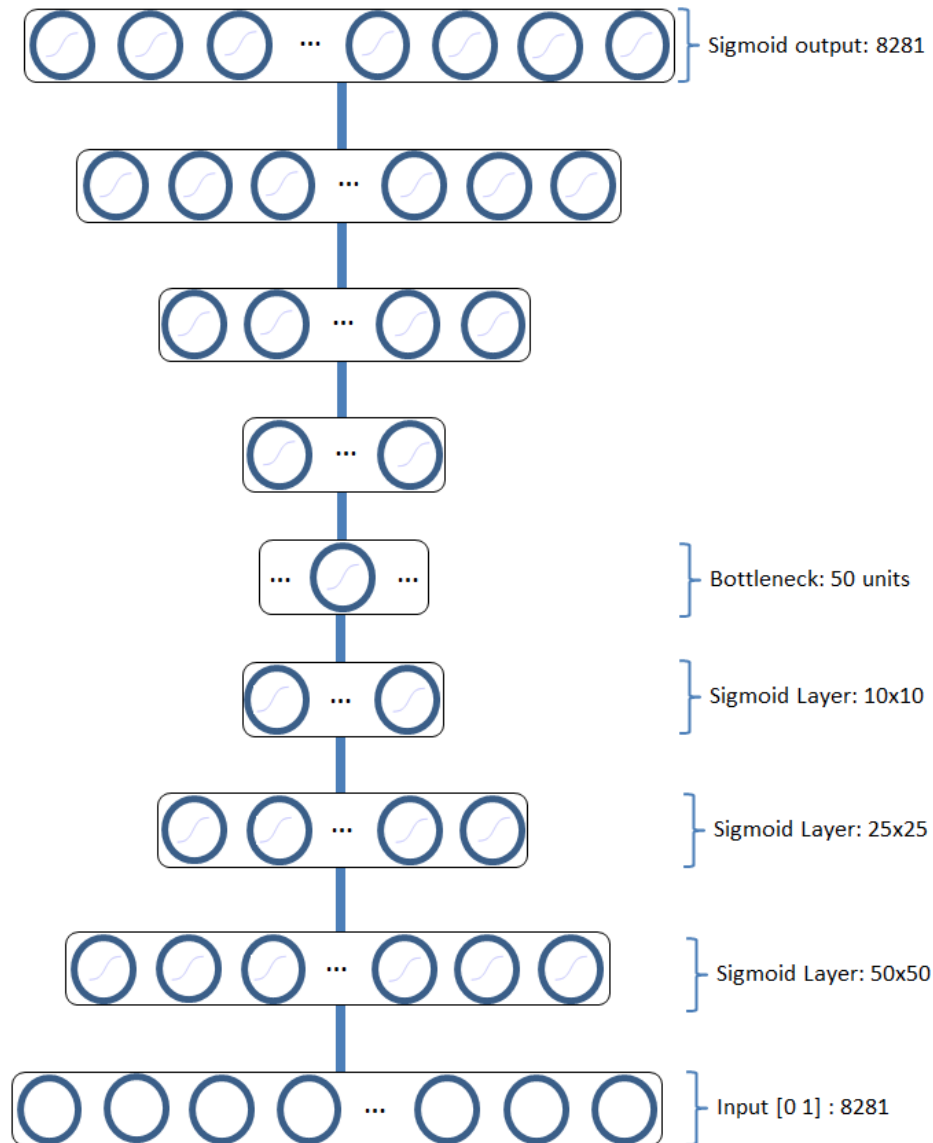 Sigmoid output: 8281
...
...
...
...
... ...
Bottleneck: 50 units
...
Sigmoid Layer: 10x10
...
Sigmoid Layer: 25x25
...
Sigmoid Layer: 50x50
...
Input [0 1] : 8281